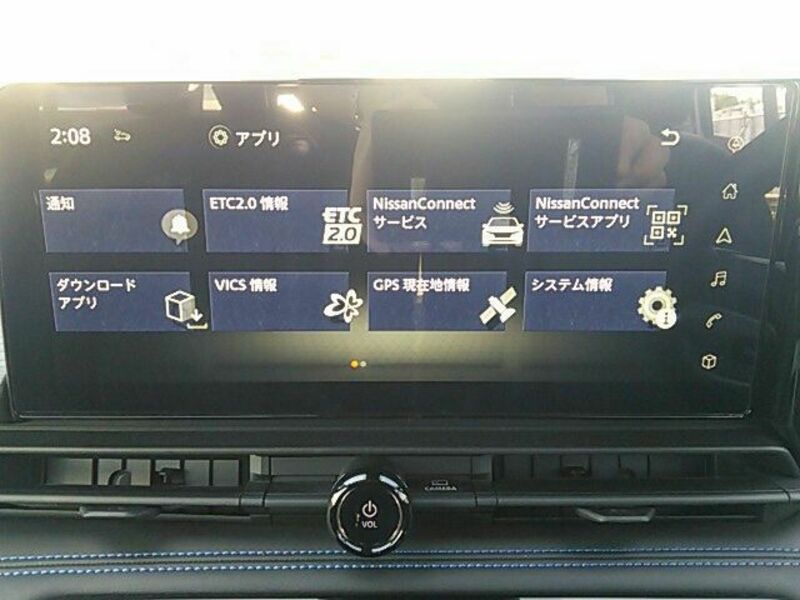 2:08
アプリ
通知
ETC2.0 情報
ETC
2.0
NissanConnect
サービス
NissanConnect
サービスアプリ
ダウンロード
アプリ
VICS 情報
GPS 現在地情報
システム情報
VOL
CAMERA